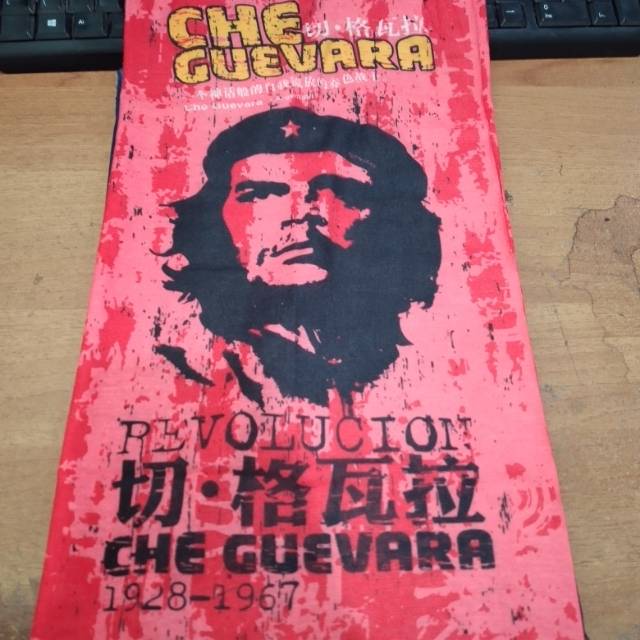 CHE
切·格瓦拉
GUEVARA
Che Guevara
REVOLUCION
切·格瓦拉
CHE GUEVARA
1928-1967